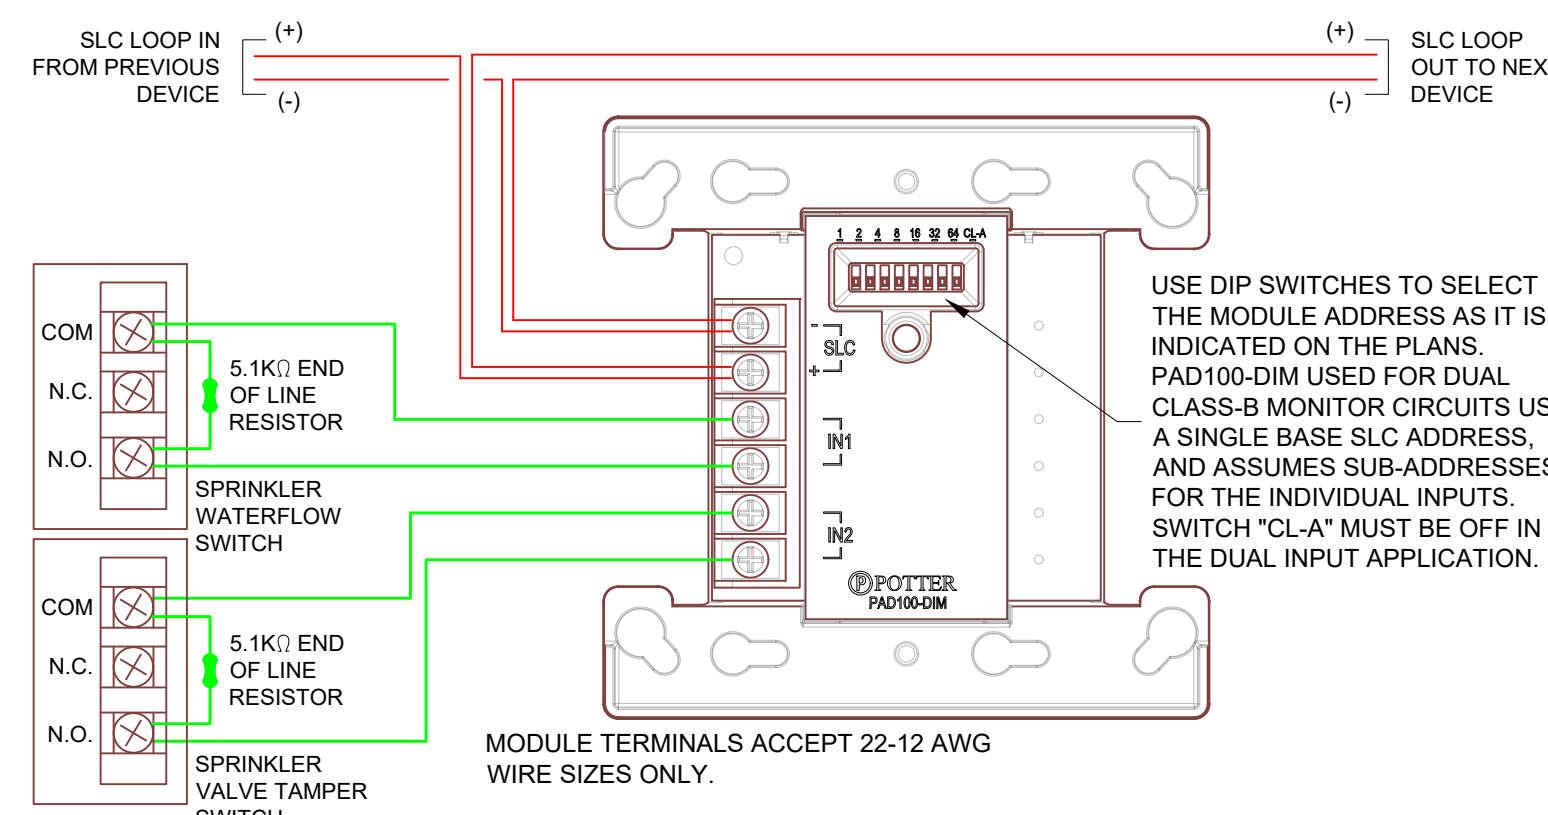 SLC LOOP IN
FROM PREVIOUS
DEVICE
(+)
(-)
(+)
(-)
SLC LOOP
OUT TO NEX
DEVICE
1 2 4 8 16 32 64 CL-A
- SLC
+
IN1
IN2
P POTTER
PAD100-DIM
COM
N.C.
N.O.
5.1KΩ END
OF LINE
RESISTOR
SPRINKLER
WATERFLOW
SWITCH
COM
N.C.
N.O.
5.1KΩ END
OF LINE
RESISTOR
SPRINKLER
VALVE TAMPER
SWITCH
USE DIP SWITCHES TO SELECT
THE MODULE ADDRESS AS IT IS
INDICATED ON THE PLANS.
PAD100-DIM USED FOR DUAL
CLASS-B MONITOR CIRCUITS US
A SINGLE BASE SLC ADDRESS,
AND ASSUMES SUB-ADDRESSES
FOR THE INDIVIDUAL INPUTS.
SWITCH "CL-A" MUST BE OFF IN
THE DUAL INPUT APPLICATION.
MODULE TERMINALS ACCEPT 22-12 AWG
WIRE SIZES ONLY.